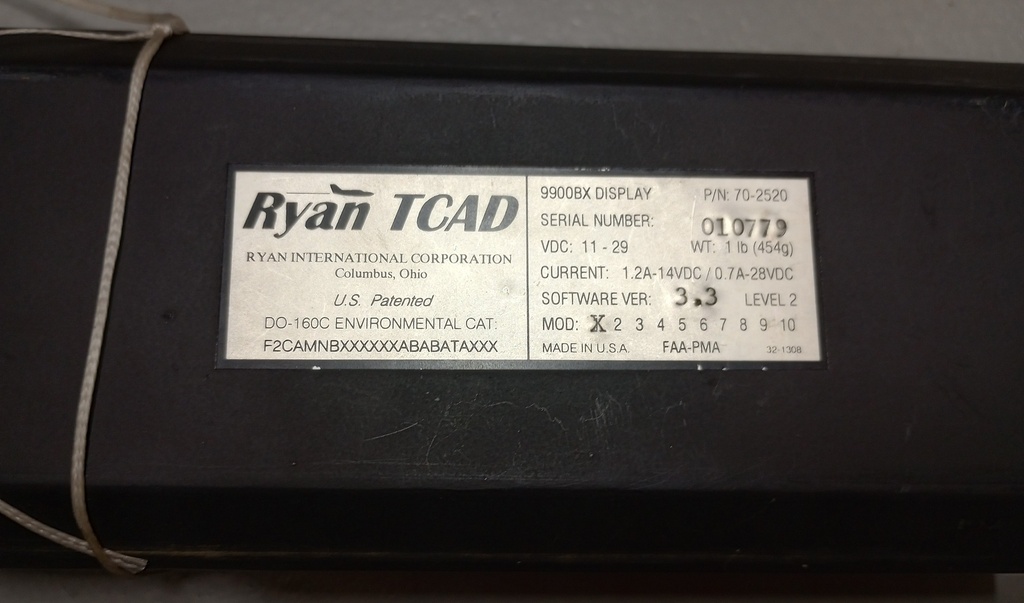 Ryan TCAD
RYAN INTERNATIONAL CORPORATION
Columbus, Ohio
U.S. Patented
DO-160C ENVIRONMENTAL CAT:
F2CAMNBXXXXXXABABATAXXX
9900BX DISPLAY P/N: 70-2520
SERIAL NUMBER: 010779
VDC: 11 - 29 WT: 1 lb (454g)
CURRENT: 1.2A-14VDC / 0.7A-28VDC
SOFTWARE VER: 3.3 LEVEL 2
MOD: X 2 3 4 5 6 7 8 9 10
MADE IN U.S.A. FAA-PMA 32-1308